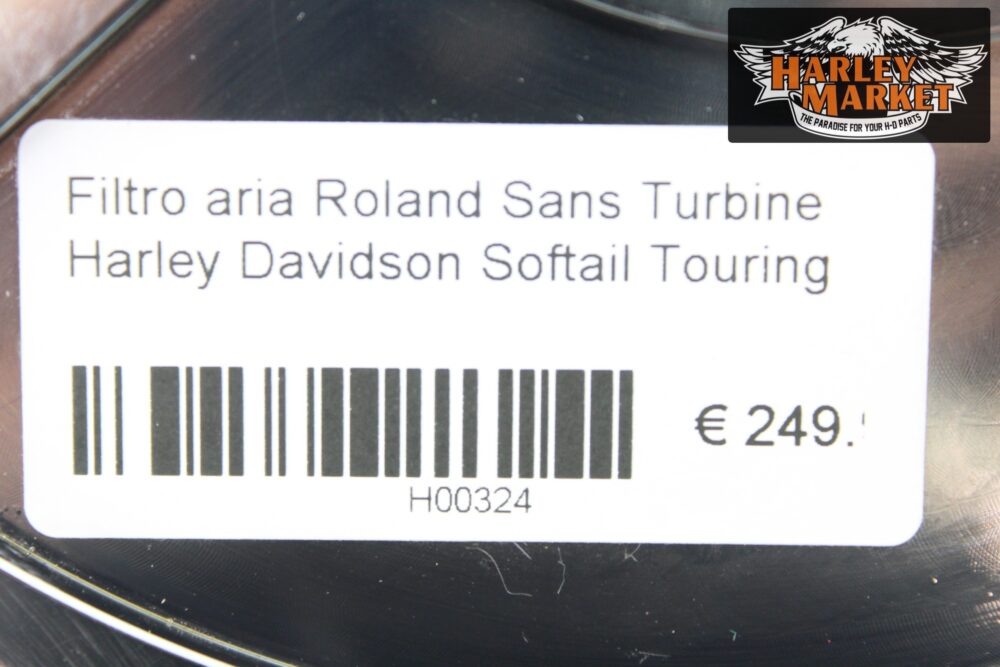 HARLEY
MARKET
THE PARADISE FOR YOUR H-D PARTS
Filtro aria Roland Sans Turbine
Harley Davidson Softail Touring
€ 249.
H00324